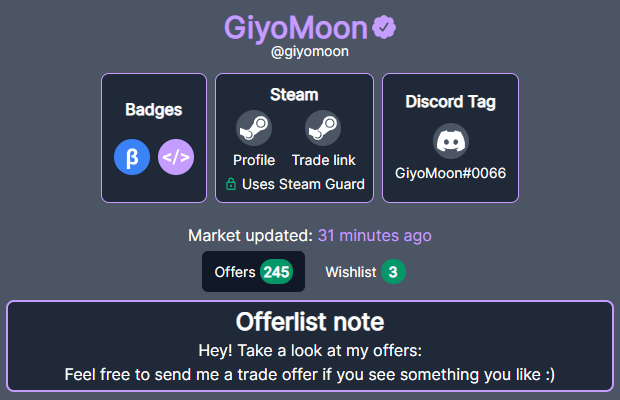 GiyoMoon
@giyomoon
Badges
β </>
Steam
Profile Trade link
Uses Steam Guard
Discord Tag
GiyoMoon#0066
Market updated: 31 minutes ago
Offers 245 Wishlist 3
Offerlist note
Hey! Take a look at my offers:
Feel free to send me a trade offer if you see something you like :)